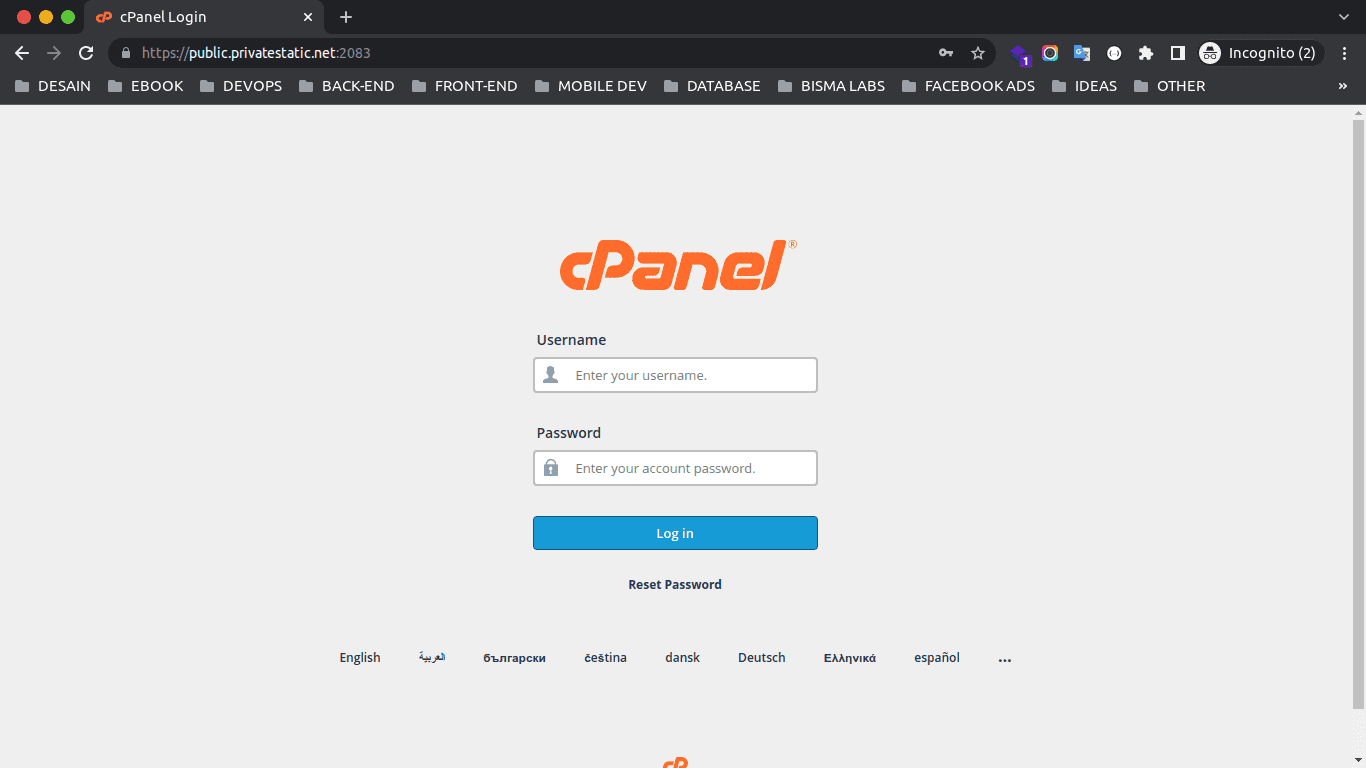 cPanel Login
https://public.privatestatic.net:2083
1
Incognito (2)
DESAIN EBOOK DEVOPS BACK-END FRONT-END MOBILE DEV DATABASE BISMA LABS FACEBOOK ADS IDEAS OTHER »
cPanel®
Username
Enter your username.
Password
Enter your account password.
Log in
Reset Password
English العربية български čeština dansk Deutsch Ελληνικά español ...
cP